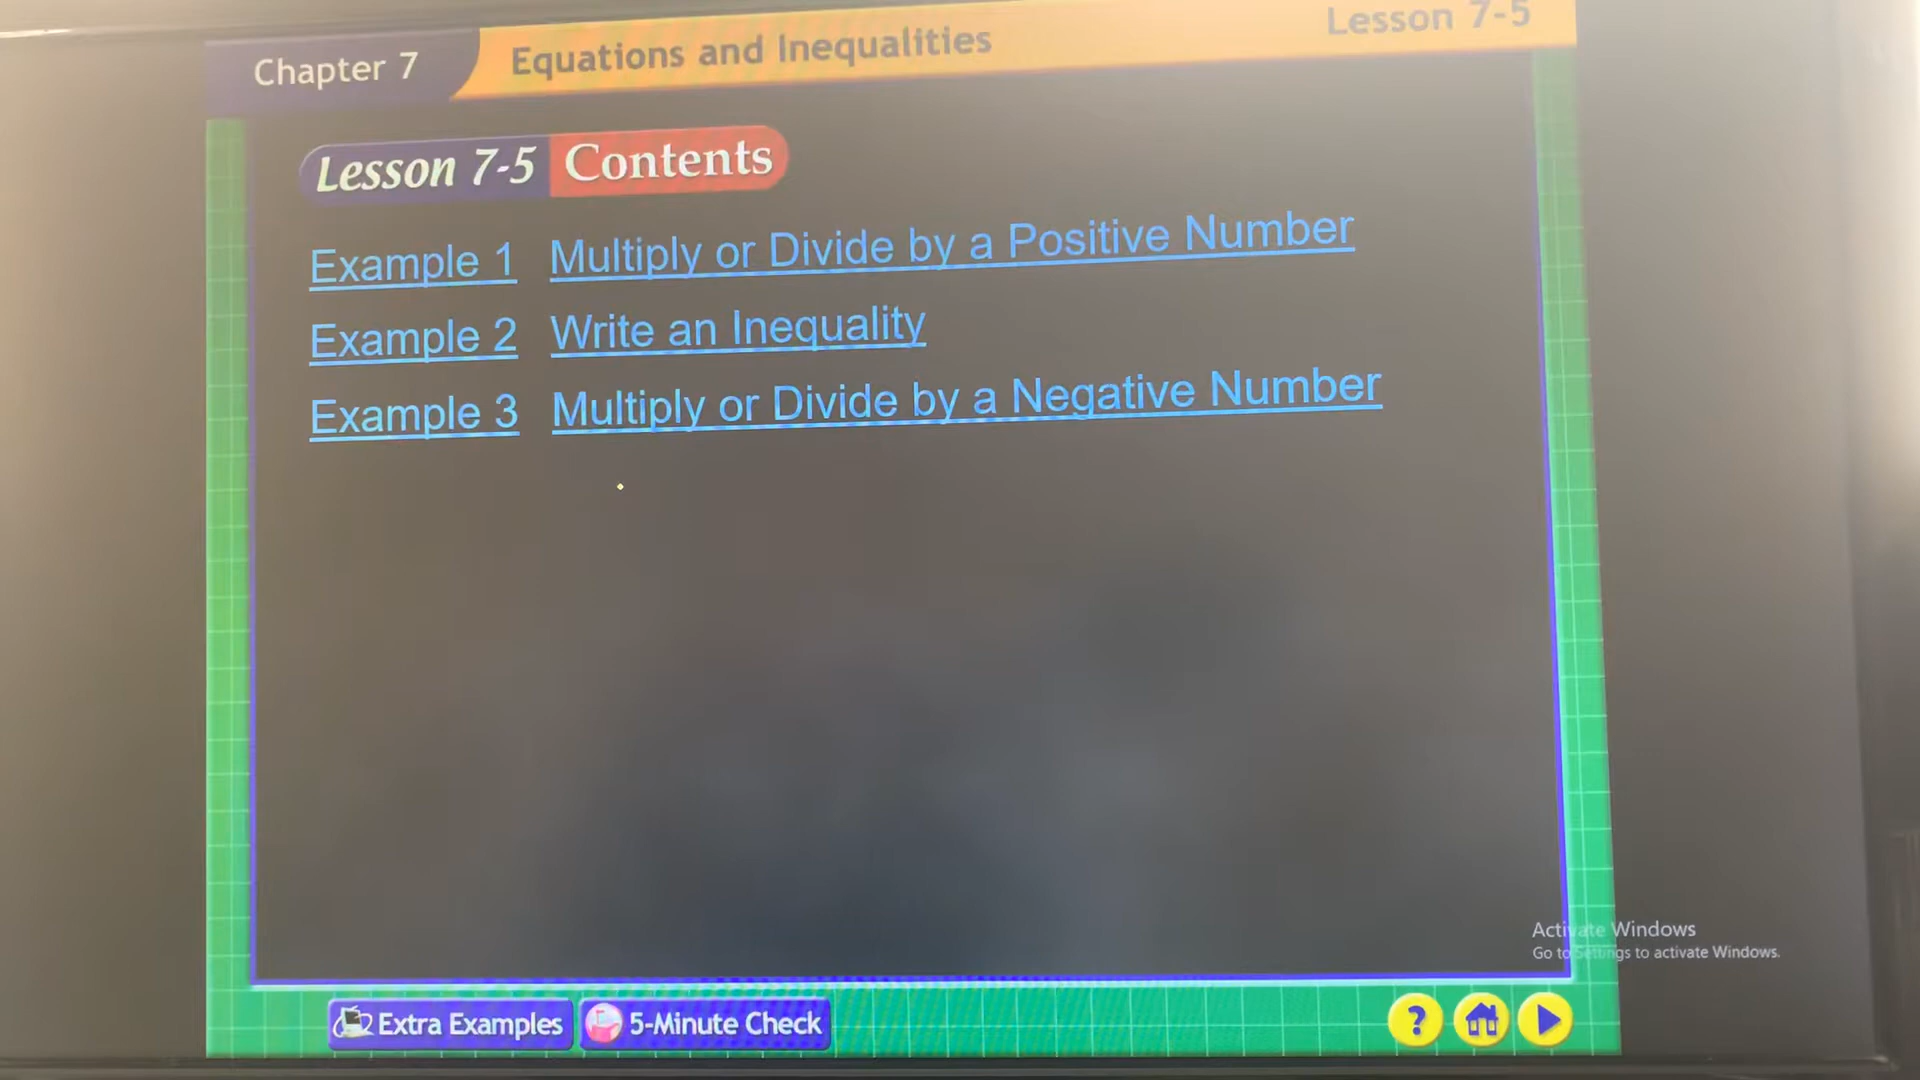 Chapter 7
Equations and Inequalities
Lesson 7-5
Lesson 7-5 Contents
Example 1 Multiply or Divide by a Positive Number
Example 2 Write an Inequality
Example 3 Multiply or Divide by a Negative Number
Activate Windows
Go to Settings to activate Windows.
Extra Examples
5-Minute Check
?